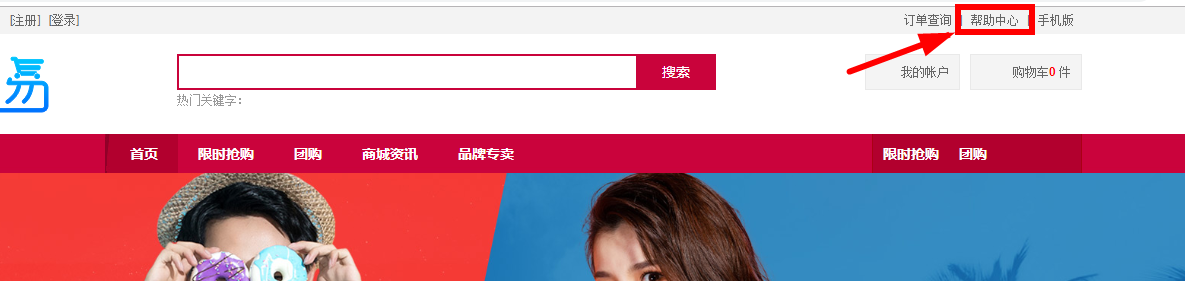 [注册] [登录] 订单查询 | 帮助中心 | 手机版
易
搜索
我的帐户
购物车0 件
热门关键字：
首页 限时抢购 团购 商城资讯 品牌专卖 限时抢购 团购